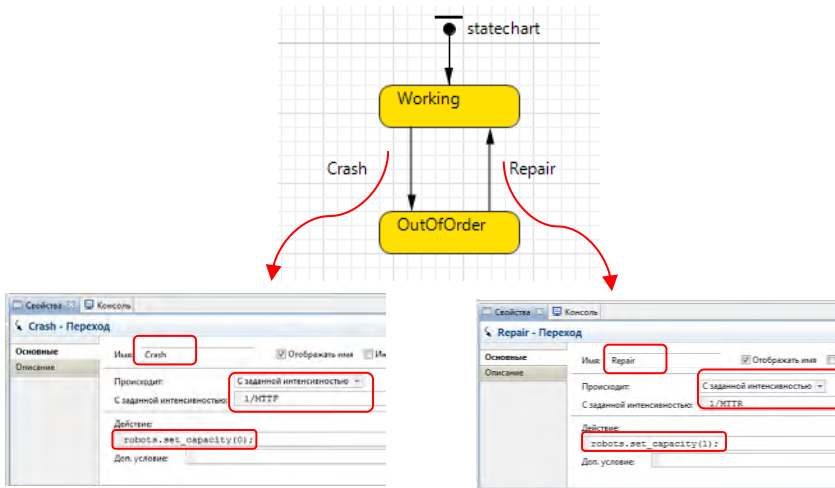 statechart
Working
Crash
Repair
OutOfOrder
Свойства
Консоль
Crash - Переход
Основные
Описание
Имя: Crash
Отображать имя
Происходит: С заданной интенсивностью
С заданной интенсивностью: 1/MTTF
Действие:
robots.set_capacity(0);
Доп. условие:
Свойства
Консоль
Repair - Переход
Основные
Описание
Имя: Repair
Отображать имя
Происходит: С заданной интенсивностью
С заданной интенсивностью: 1/MTTR
Действие:
robots.set_capacity(1);
Доп. условие: